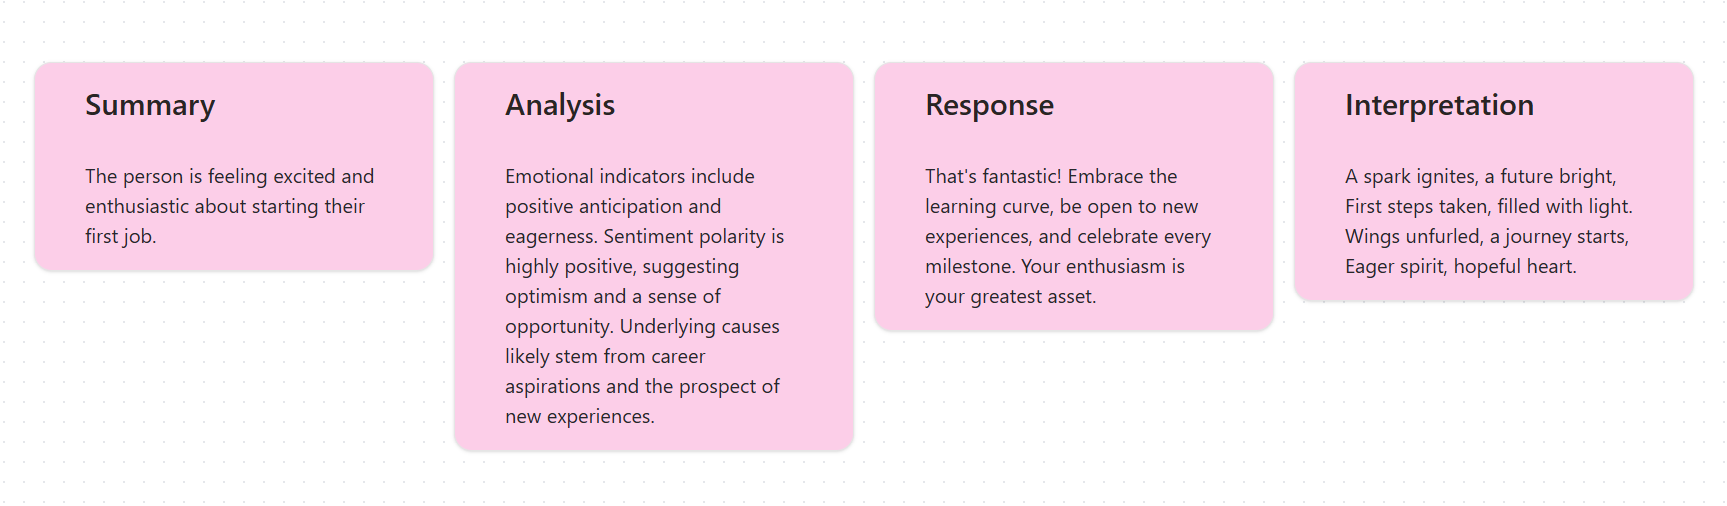 Summary
The person is feeling excited and
enthusiastic about starting their
first job.
Analysis
Emotional indicators include
positive anticipation and
eagerness. Sentiment polarity is
highly positive, suggesting
optimism and a sense of
opportunity. Underlying causes
likely stem from career
aspirations and the prospect of
new experiences.
Response
That's fantastic! Embrace the
learning curve, be open to new
experiences, and celebrate every
milestone. Your enthusiasm is
your greatest asset.
Interpretation
A spark ignites, a future bright,
First steps taken, filled with light.
Wings unfurled, a journey starts,
Eager spirit, hopeful heart.